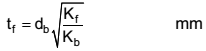 t_f = d_b √(K_f / K_b) mm